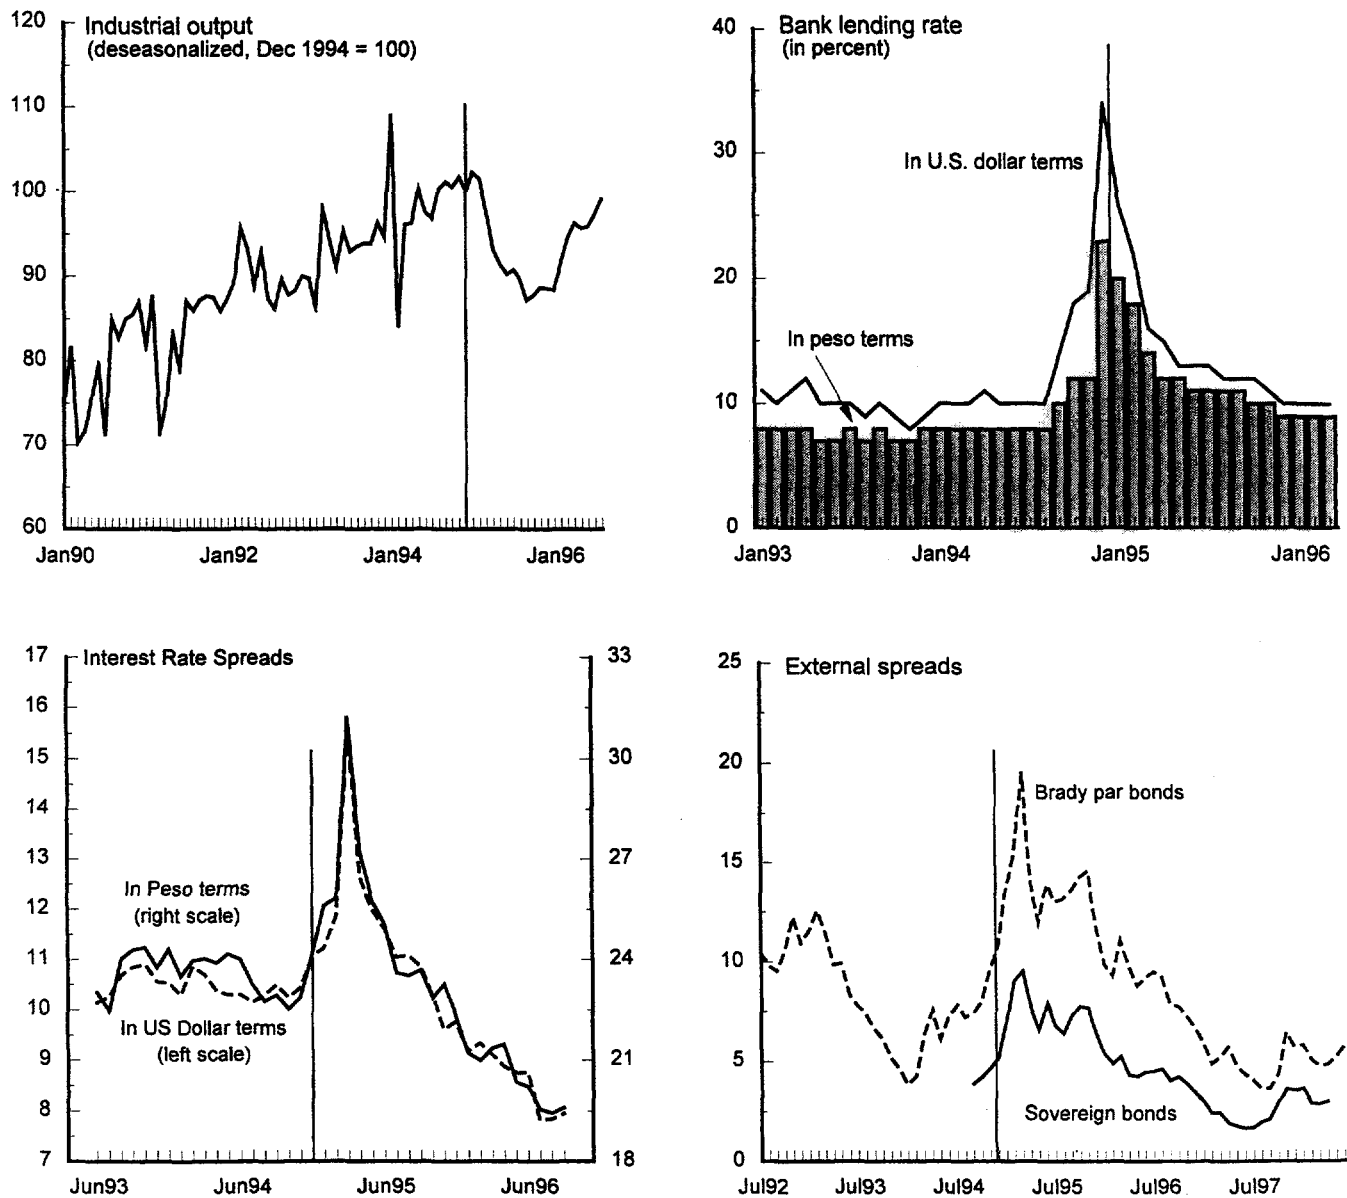 Industrial output
(deseasonalized, Dec 1994 = 100)
120
110
100
90
80
70
60
Jan90
Jan92
Jan94
Jan96
Bank lending rate
(in percent)
40
30
20
10
0
In U.S. dollar terms
In peso terms
Jan93
Jan94
Jan95
Jan96
Interest Rate Spreads
17
16
15
14
13
12
11
10
9
8
7
33
30
27
24
21
18
In Peso terms
(right scale)
In US Dollar terms
(left scale)
Jun93
Jun94
Jun95
Jun96
External spreads
25
20
15
10
5
0
Brady par bonds
Sovereign bonds
Jul92
Jul93
Jul94
Jul95
Jul96
Jul97